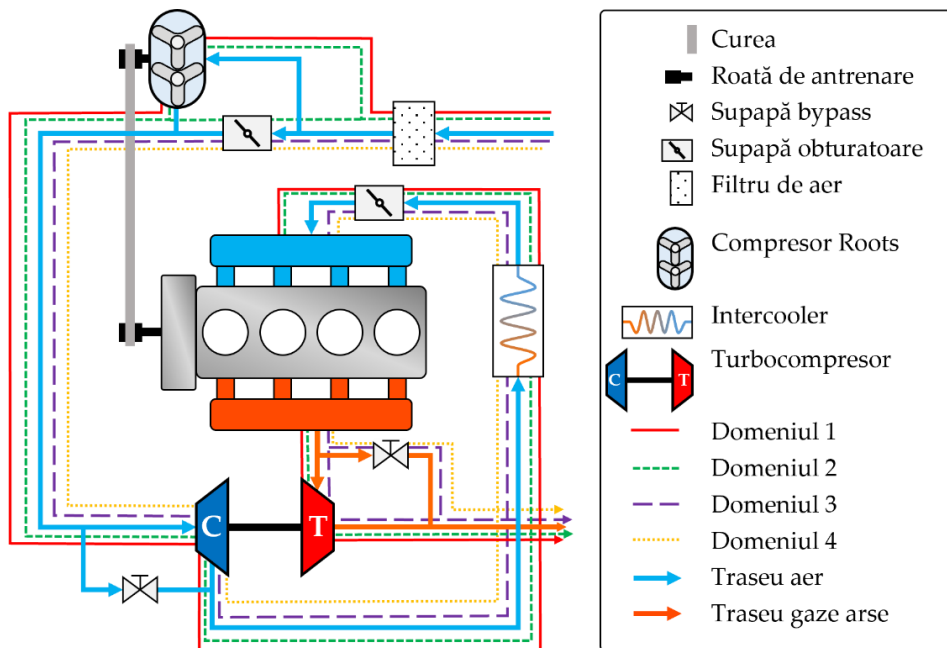 Curea
Roată de antrenare
Supapă bypass
Supapă obturatoare
Filtru de aer
Compresor Roots
Intercooler
Turbocompresor
C
T
Domeniul 1
Domeniul 2
Domeniul 3
Domeniul 4
Traseu aer
Traseu gaze arse
C
T